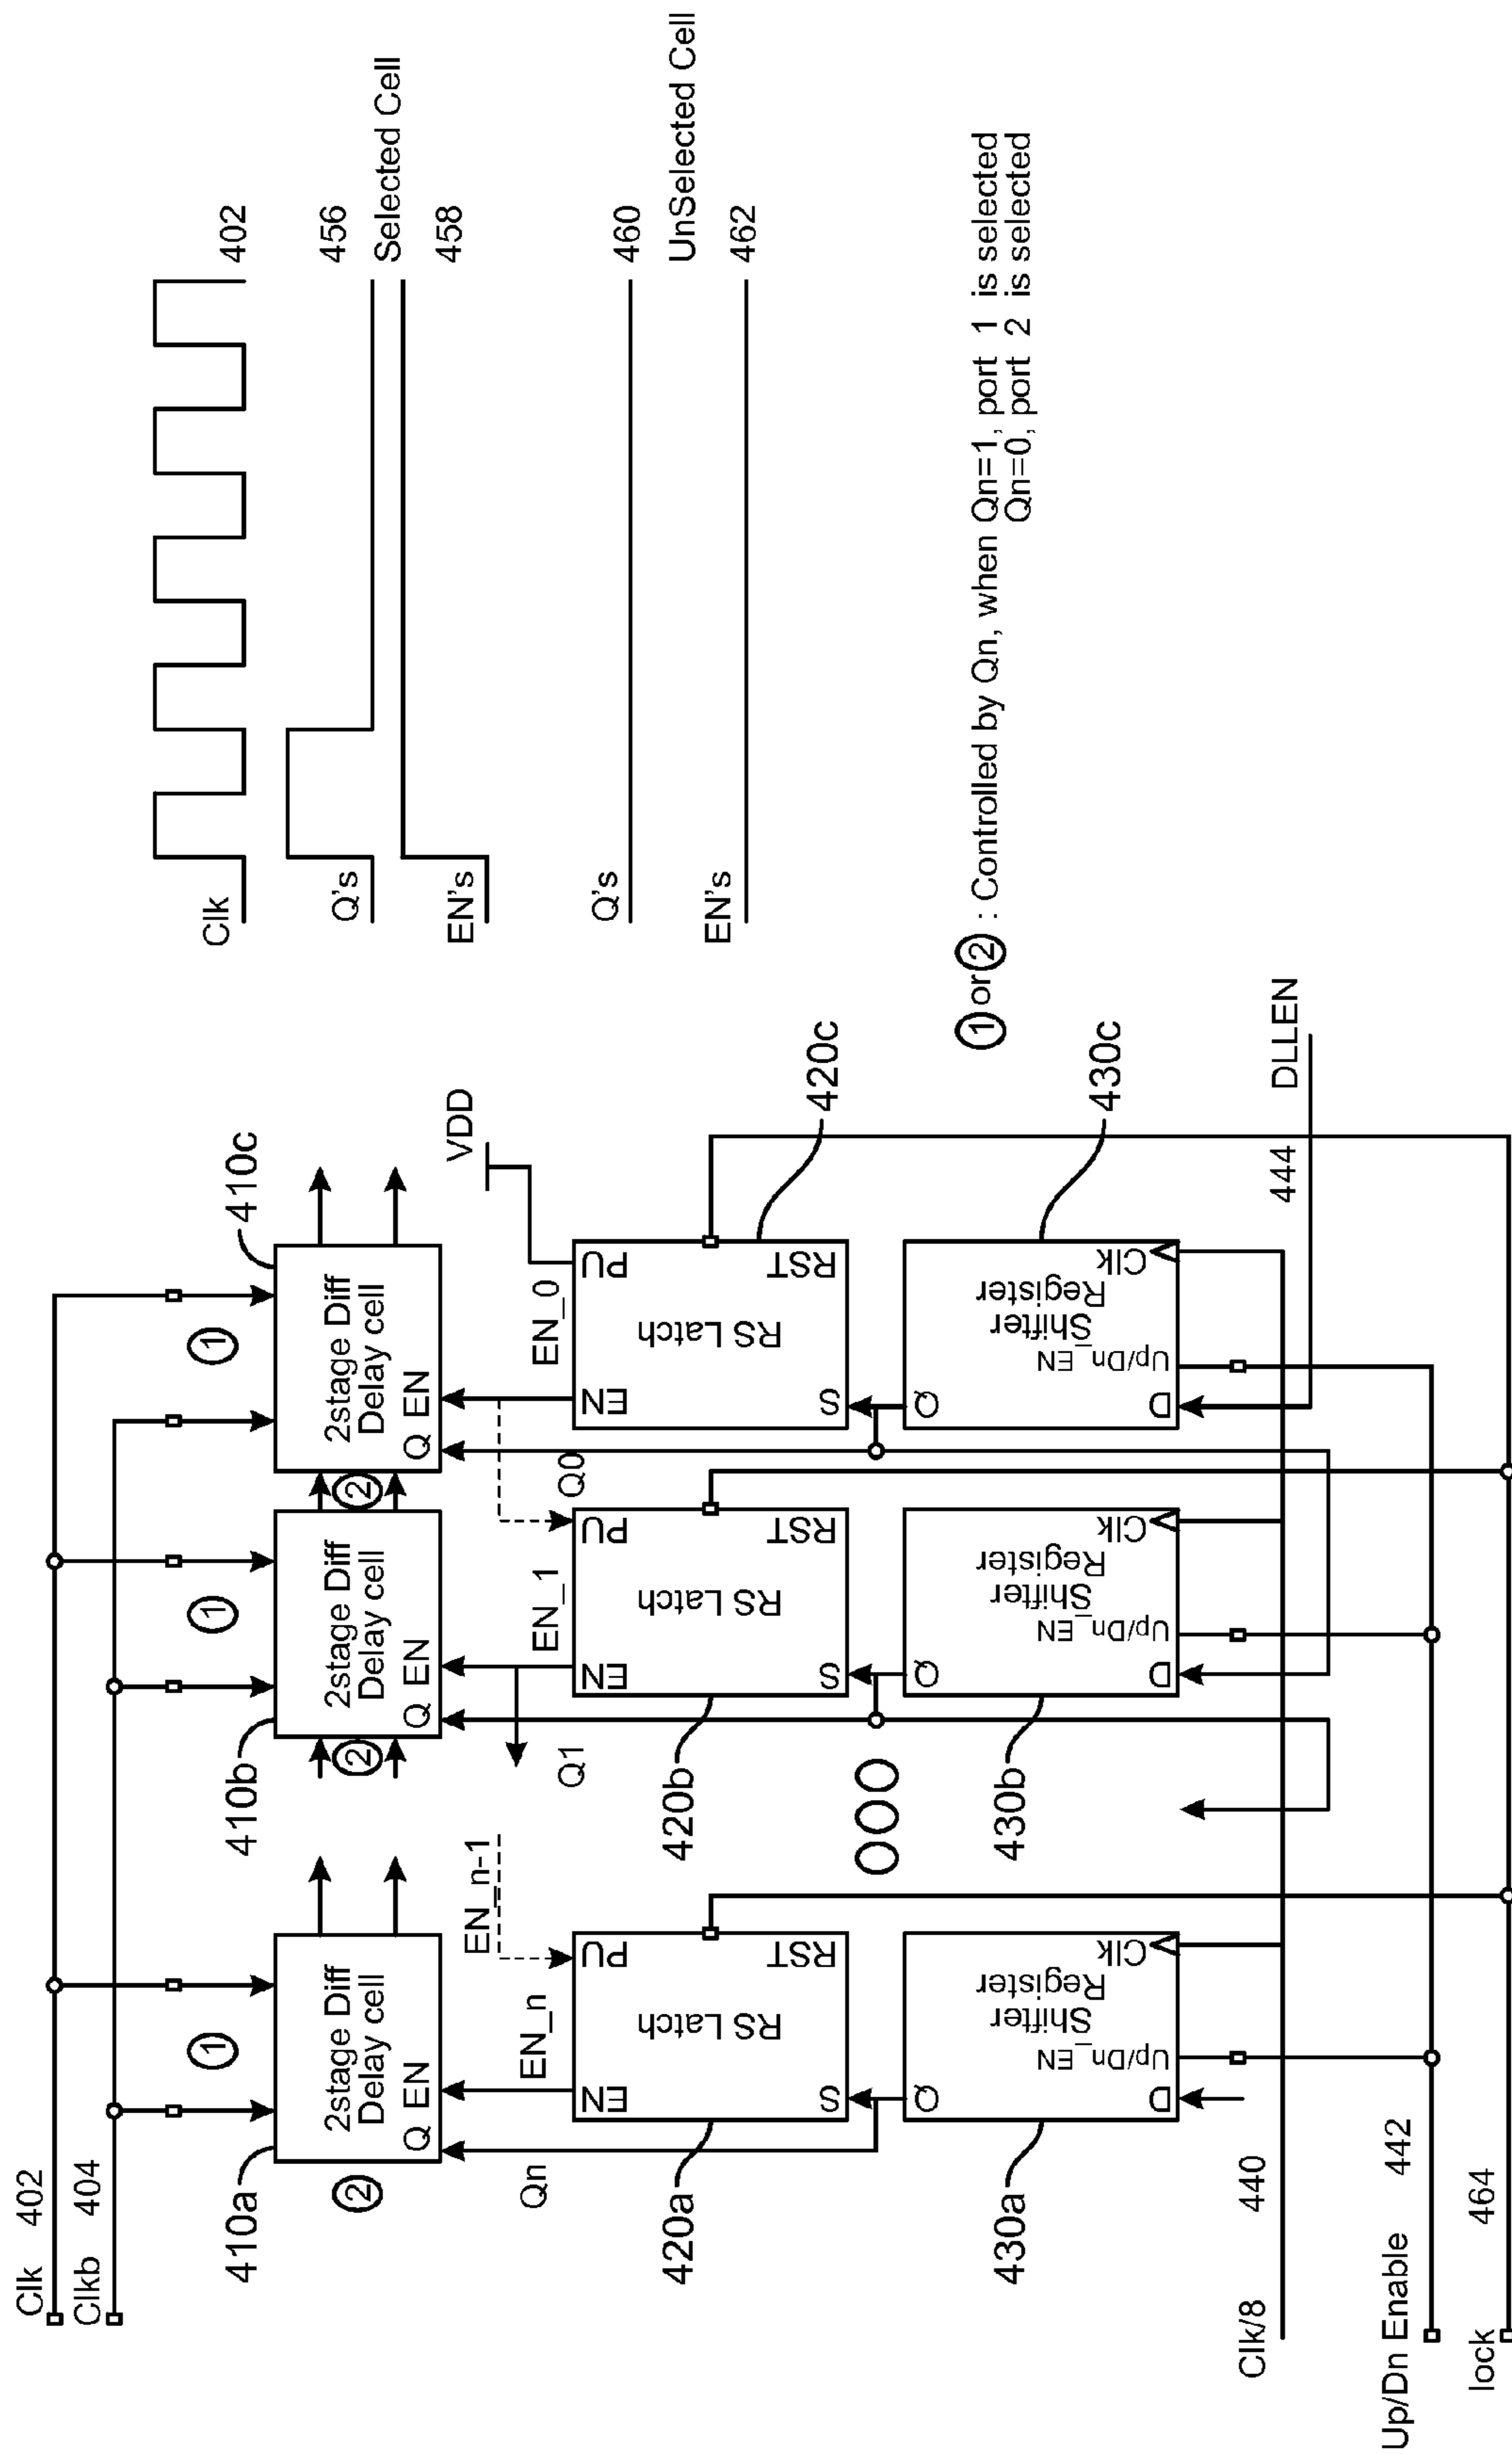 Clk 402
Clkb 404
410a
410b
410c
1
1
1
2stage Diff
Delay cell
Q EN
2stage Diff
Delay cell
Q EN
2stage Diff
Delay cell
Q EN
2
2
2
VDD
Qn
EN_n
EN_n-1
Q1
EN_1
Q0
EN_0
EN
PU
RS Latch
S
RST
EN
PU
RS Latch
S
RST
EN
PU
RS Latch
S
RST
420a
420b
420c
Q
Shifter
Register
Up/Dn_EN
D
Clk
Q
Shifter
Register
Up/Dn_EN
D
Clk
Q
Shifter
Register
Up/Dn_EN
D
Clk
430a
430b
430c
Clk/8 440
444 DLLEN
Up/Dn Enable 442
lock 464
Clk
402
Q's
456
Selected Cell
EN's
458
Q's
460
UnSelected Cell
EN's
462
1 or 2 : Controlled by Qn, when Qn=1, port 1 is selected
Qn=0, port 2 is selected